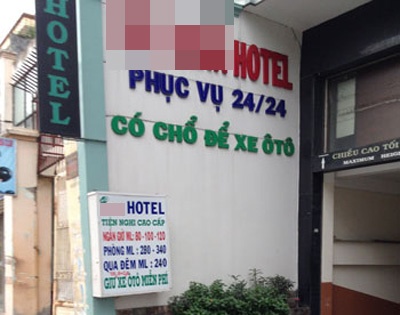 HOTEL
HOTEL
PHỤC VỤ 24/24
CÓ CHỔ ĐỂ XE ÔTÔ
CHIỀU CAO TỐI
MAXIMUM HEIG
HOTEL
TIỆN NGHI CAO CẤP
NGẮN GIỜ ML: 80-100-120
PHÒNG ML : 280-340
QUA ĐÊM ML : 240
GIỮ XE ÔTÔ MIỄN PHÍ